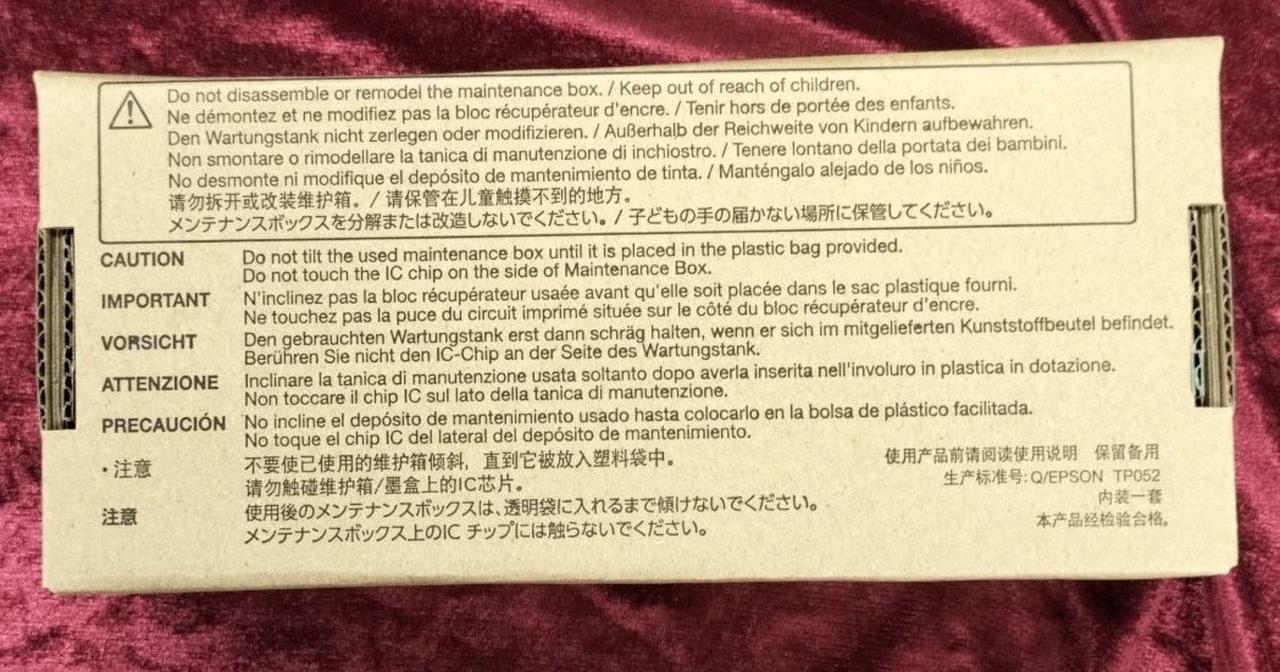 Do not disassemble or remodel the maintenance box. / Keep out of reach of children.
Ne démontez et ne modifiez pas la bloc récupérateur d'encre. / Tenir hors de portée des enfants.
Den Wartungstank nicht zerlegen oder modifizieren. / Außerhalb der Reichweite von Kindern aufbewahren.
Non smontare o rimodellare la tanica di manutenzione di inchiostro. / Tenere lontano della portata dei bambini.
No desmonte ni modifique el depósito de mantenimiento de tinta. / Manténgalo alejado de los niños.
请勿拆开或改装维护箱。/ 请保管在儿童触摸不到的地方。
メンテナンスボックスを分解または改造しないでください。/ 子どもの手の届かない場所に保管してください。
CAUTION Do not tilt the used maintenance box until it is placed in the plastic bag provided.
Do not touch the IC chip on the side of Maintenance Box.
IMPORTANT N'inclinez pas la bloc récupérateur usaée avant qu'elle soit placée dans le sac plastique fourni.
Ne touchez pas la puce du circuit imprimé située sur le côté du bloc récupérateur d'encre.
VORSICHT Den gebrauchten Wartungstank erst dann schräg halten, wenn er sich im mitgelieferten Kunststoffbeutel befindet.
Berühren Sie nicht den IC-Chip an der Seite des Wartungstank.
ATTENZIONE Inclinare la tanica di manutenzione usata soltanto dopo averla inserita nell'involuro in plastica in dotazione.
Non toccare il chip IC sul lato della tanica di manutenzione.
PRECAUCIÓN No incline el depósito de mantenimiento usado hasta colocarlo en la bolsa de plástico facilitada.
No toque el chip IC del lateral del depósito de mantenimiento.
・注意 不要使已使用的维护箱倾斜，直到它被放入塑料袋中。
请勿触碰维护箱/墨盒上的IC芯片。
注意 使用後のメンテナンスボックスは、透明袋に入れるまで傾けないでください。
メンテナンスボックス上のIC チップには触らないでください。
使用产品前请阅读使用说明 保留备用
生产标准号: Q/EPSON TP052
内装一套
本产品经检验合格。